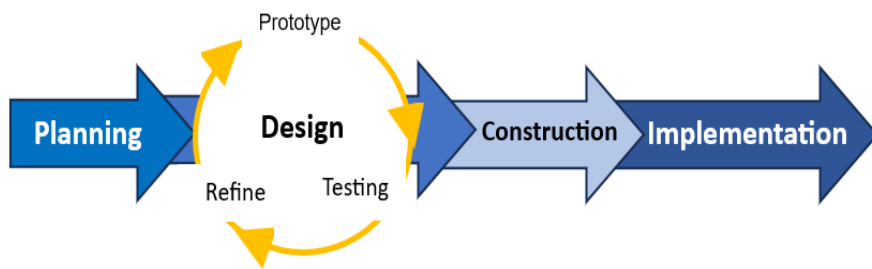 Prototype
Planning
Design
Construction
Implementation
Refine
Testing